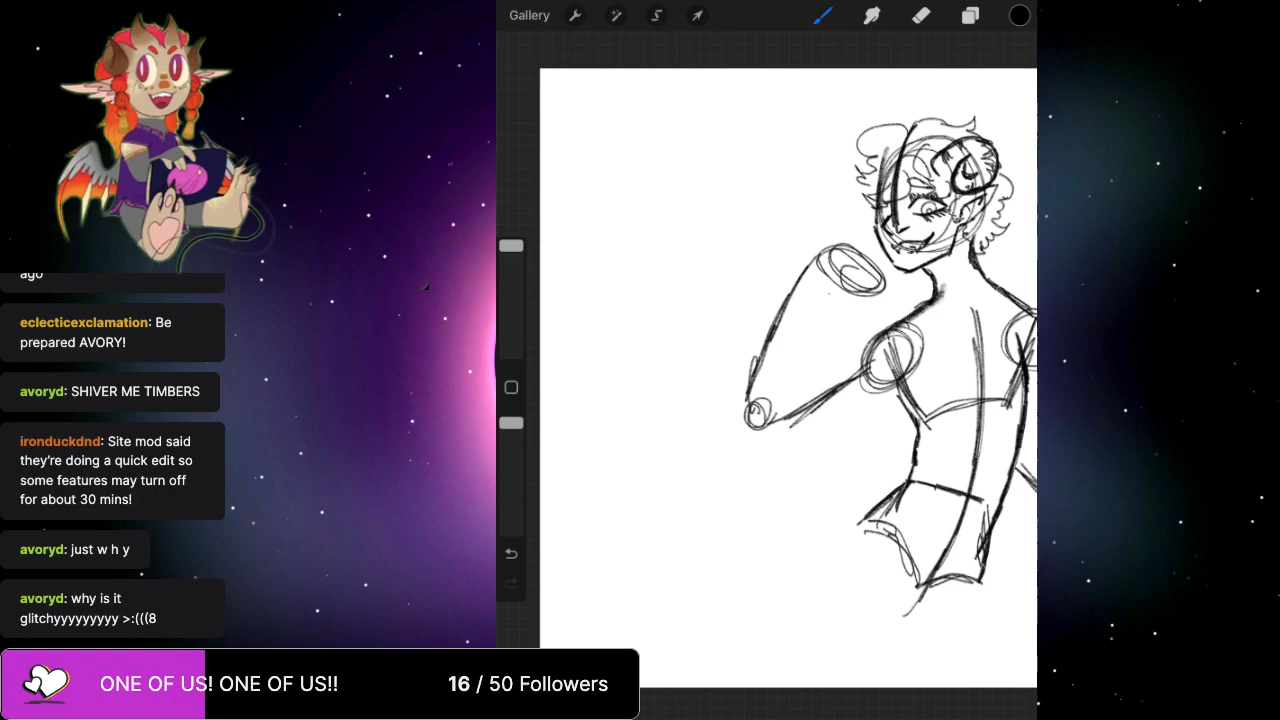 Gallery
ago
eclecticexclamation: Be
prepared AVORY!
avoryd: SHIVER ME TIMBERS
ironduckdnd: Site mod said
they're doing a quick edit so
some features may turn off
for about 30 mins!
avoryd: just w h y
avoryd: why is it
glitchyyyyyyyyy >:(((8
ONE OF US! ONE OF US!! 16 / 50 Followers